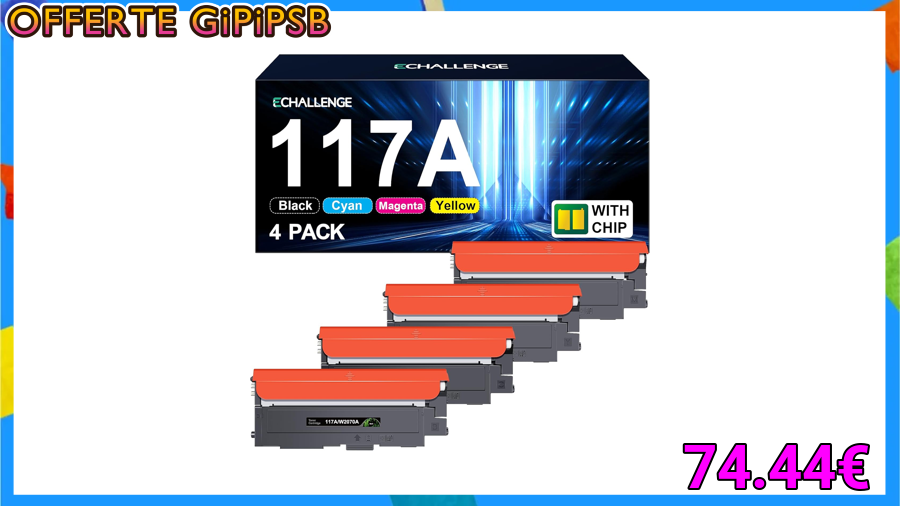 OFFERTE GiPiPSB
ECHALLENGE
ECHALLENGE
117A
Black Cyan Magenta Yellow
4 PACK
WITH
CHIP
117A/W2070A
74.44€